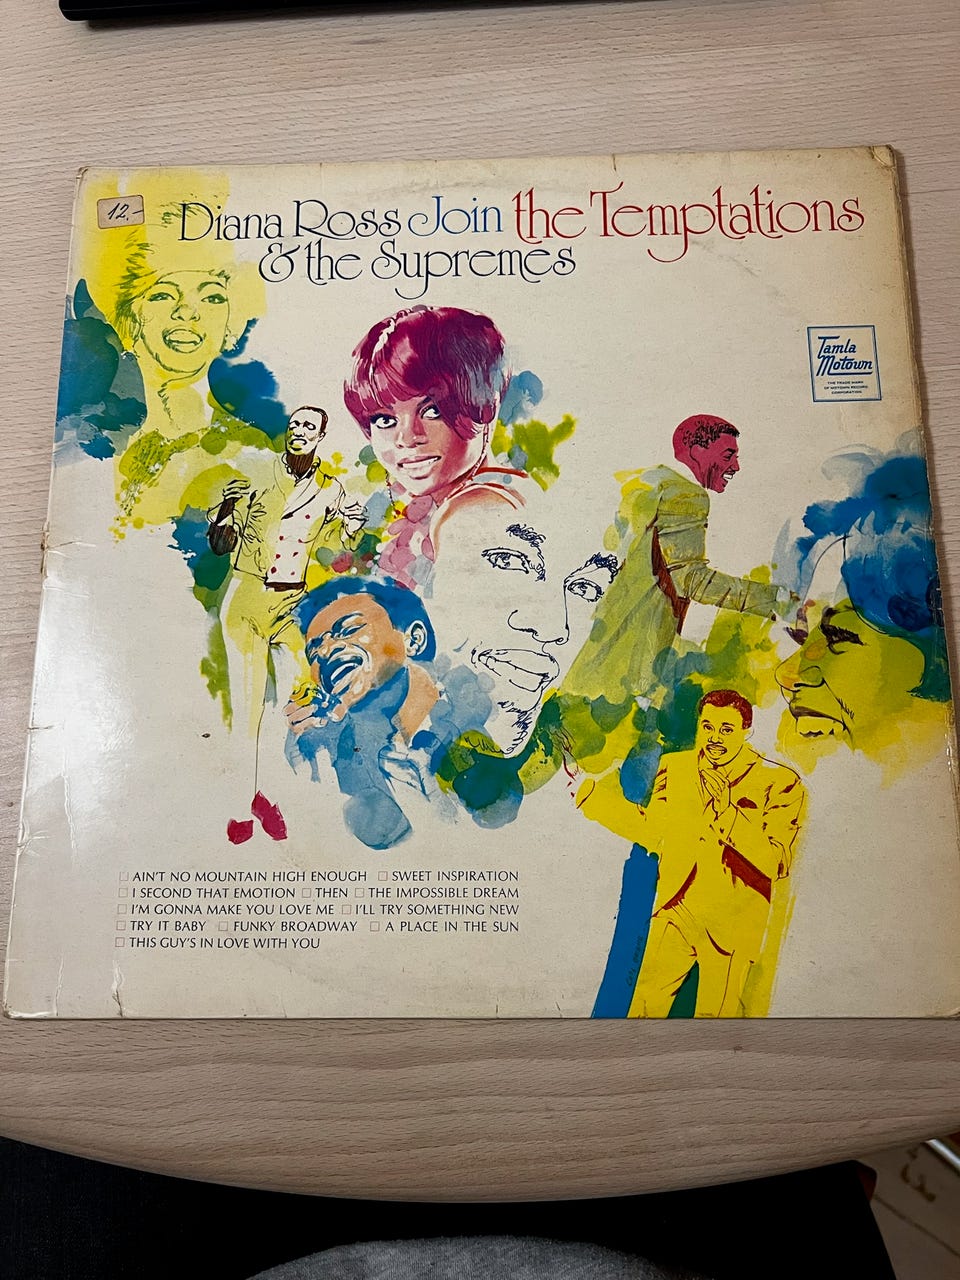 12.-
Diana Ross Join the Temptations
& the Supremes
Tamla
Motown
THE TRADE MARK
OF MOTOWN RECORD
CORPORATION
AIN'T NO MOUNTAIN HIGH ENOUGH SWEET INSPIRATION
I SECOND THAT EMOTION THEN THE IMPOSSIBLE DREAM
I'M GONNA MAKE YOU LOVE ME I'LL TRY SOMETHING NEW
TRY IT BABY FUNKY BROADWAY A PLACE IN THE SUN
THIS GUY'S IN LOVE WITH YOU